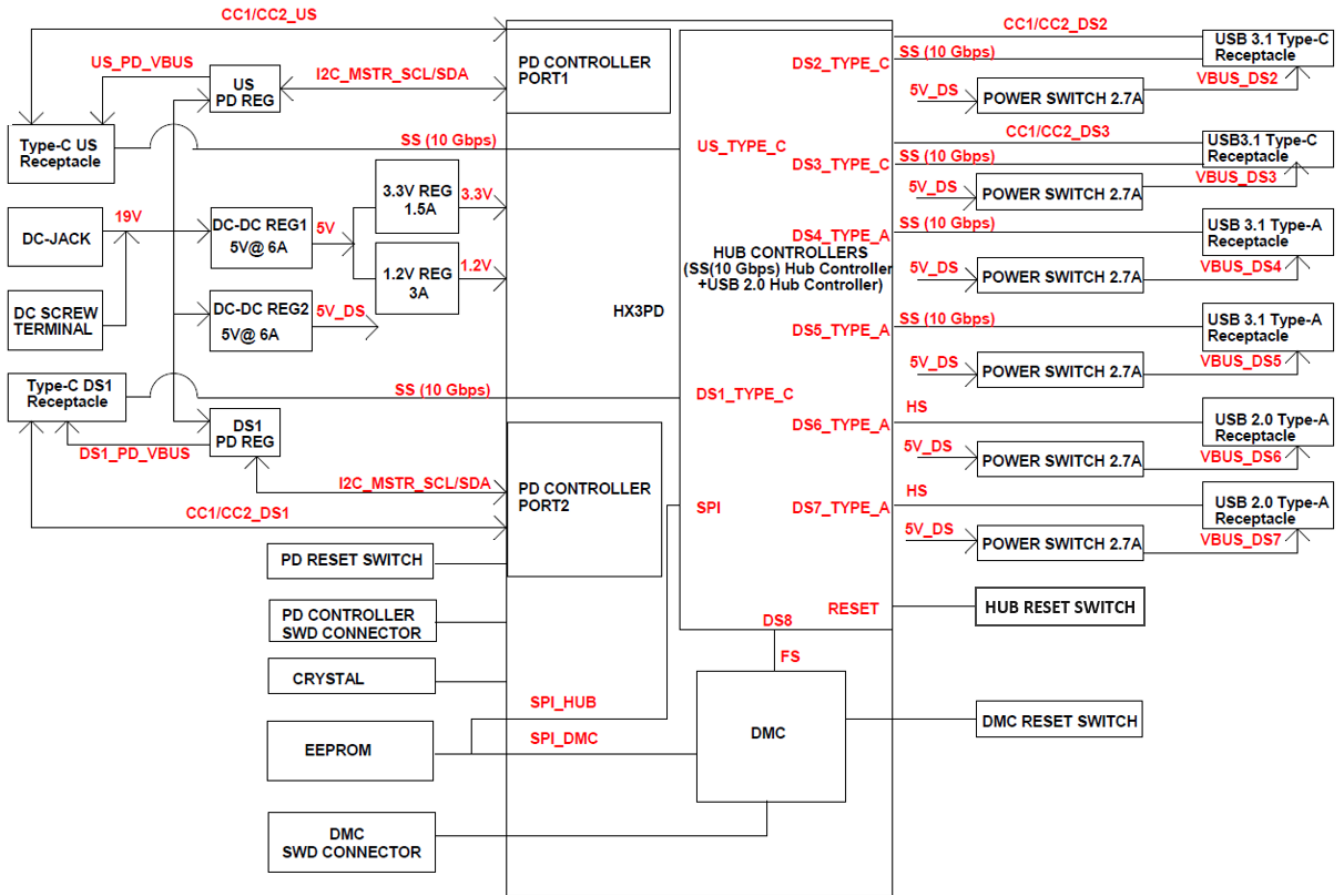 CC1/CC2_US
US_PD_VBUS
US
PD REG
I2C_MSTR_SCL/SDA
PD CONTROLLER
PORT1
Type-C US
Receptacle
SS (10 Gbps)
US_TYPE_C
DC-JACK
19V
DC-DC REG1
5V@ 6A
5V
3.3V REG
1.5A
3.3V
1.2V REG
3A
1.2V
DC SCREW
TERMINAL
DC-DC REG2
5V@ 6A
5V_DS
HX3PD
Type-C DS1
Receptacle
SS (10 Gbps)
DS1_TYPE_C
DS1
PD REG
DS1_PD_VBUS
I2C_MSTR_SCL/SDA
CC1/CC2_DS1
PD CONTROLLER
PORT2
SPI
PD RESET SWITCH
PD CONTROLLER
SWD CONNECTOR
CRYSTAL
EEPROM
SPI_HUB
SPI_DMC
DMC
SWD CONNECTOR
HUB CONTROLLERS
(SS(10 Gbps) Hub Controller
+USB 2.0 Hub Controller)
DS2_TYPE_C
CC1/CC2_DS2
SS (10 Gbps)
5V_DS
POWER SWITCH 2.7A
VBUS_DS2
USB 3.1 Type-C
Receptacle
DS3_TYPE_C
CC1/CC2_DS3
SS (10 Gbps)
5V_DS
POWER SWITCH 2.7A
VBUS_DS3
USB3.1 Type-C
Receptacle
DS4_TYPE_A
SS (10 Gbps)
5V_DS
POWER SWITCH 2.7A
VBUS_DS4
USB 3.1 Type-A
Receptacle
DS5_TYPE_A
SS (10 Gbps)
5V_DS
POWER SWITCH 2.7A
VBUS_DS5
USB 3.1 Type-A
Receptacle
DS6_TYPE_A
HS
5V_DS
POWER SWITCH 2.7A
VBUS_DS6
USB 2.0 Type-A
Receptacle
DS7_TYPE_A
HS
5V_DS
POWER SWITCH 2.7A
VBUS_DS7
USB 2.0 Type-A
Receptacle
RESET
HUB RESET SWITCH
DS8
FS
DMC
DMC RESET SWITCH